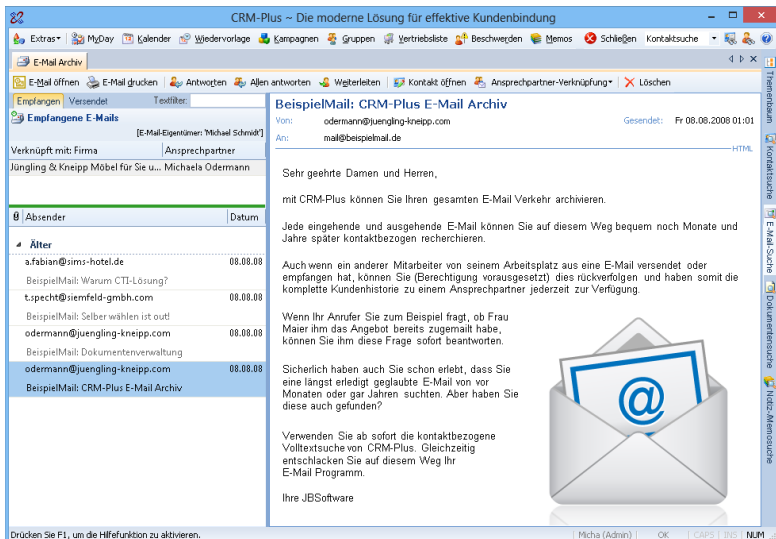 CRM-Plus ~ Die moderne Lösung für effektive Kundenbindung
Extras MyDay Kalender Wiedervorlage Kampagnen Gruppen Vertriebsliste Beschwerden Memos Schließen Kontaktsuche
E-Mail Archiv
E-Mail öffnen E-Mail drucken Antworten Allen antworten Weiterleiten Kontakt öffnen Ansprechpartner-Verknüpfung Löschen
Empfangen Versendet Textfilter:
Empfangene E-Mails
[E-Mail-Eigentümer: 'Michael Schmidt']
Verknüpft mit: Firma Ansprechpartner
Jüngling & Kneipp Möbel für Sie u... Michaela Odermann
Absender Datum
Älter
a.fabian@sims-hotel.de 08.08.08
BeispielMail: Warum CTI-Lösung?
t.specht@siemfeld-gmbh.com 08.08.08
BeispielMail: Selber wählen ist out!
odermann@juengling-kneipp.com 08.08.08
BeispielMail: Dokumentenverwaltung
odermann@juengling-kneipp.com 08.08.08
BeispielMail: CRM-Plus E-Mail Archiv
BeispielMail: CRM-Plus E-Mail Archiv
Von: odermann@juengling-kneipp.com Gesendet: Fr 08.08.2008 01:01
An: mail@beispielmail.de
HTML
Sehr geehrte Damen und Herren,
mit CRM-Plus können Sie Ihren gesamten E-Mail Verkehr archivieren.
Jede eingehende und ausgehende E-Mail können Sie auf diesem Weg bequem noch Monate und
Jahre später kontaktbezogen recherchieren.
Auch wenn ein anderer Mitarbeiter von seinem Arbeitsplatz aus eine E-Mail versendet oder
empfangen hat, können Sie (Berechtigung vorausgesetzt) dies rückverfolgen und haben somit die
komplette Kundenhistorie zu einem Ansprechpartner jederzeit zur Verfügung.
Wenn Ihr Anrufer Sie zum Beispiel fragt, ob Frau
Maier ihm das Angebot bereits zugemailt habe,
können Sie ihm diese Frage sofort beantworten.
Sicherlich haben auch Sie schon erlebt, dass Sie
eine längst erledigt geglaubte E-Mail von vor
Monaten oder gar Jahren suchten. Aber haben Sie
diese auch gefunden?
Verwenden Sie ab sofort die kontaktbezogene
Volltextsuche von CRM-Plus. Gleichzeitig
entschlacken Sie auf diesem Weg Ihr
E-Mail Programm.
Ihre JBSoftware
@
Themenbaum
Kontaktsuche
E-Mail-Suche
Dokumentensuche
Notiz-/Memosuche
Drücken Sie F1, um die Hilfefunktion zu aktivieren. Micha (Admin) OK CAPS INS NUM